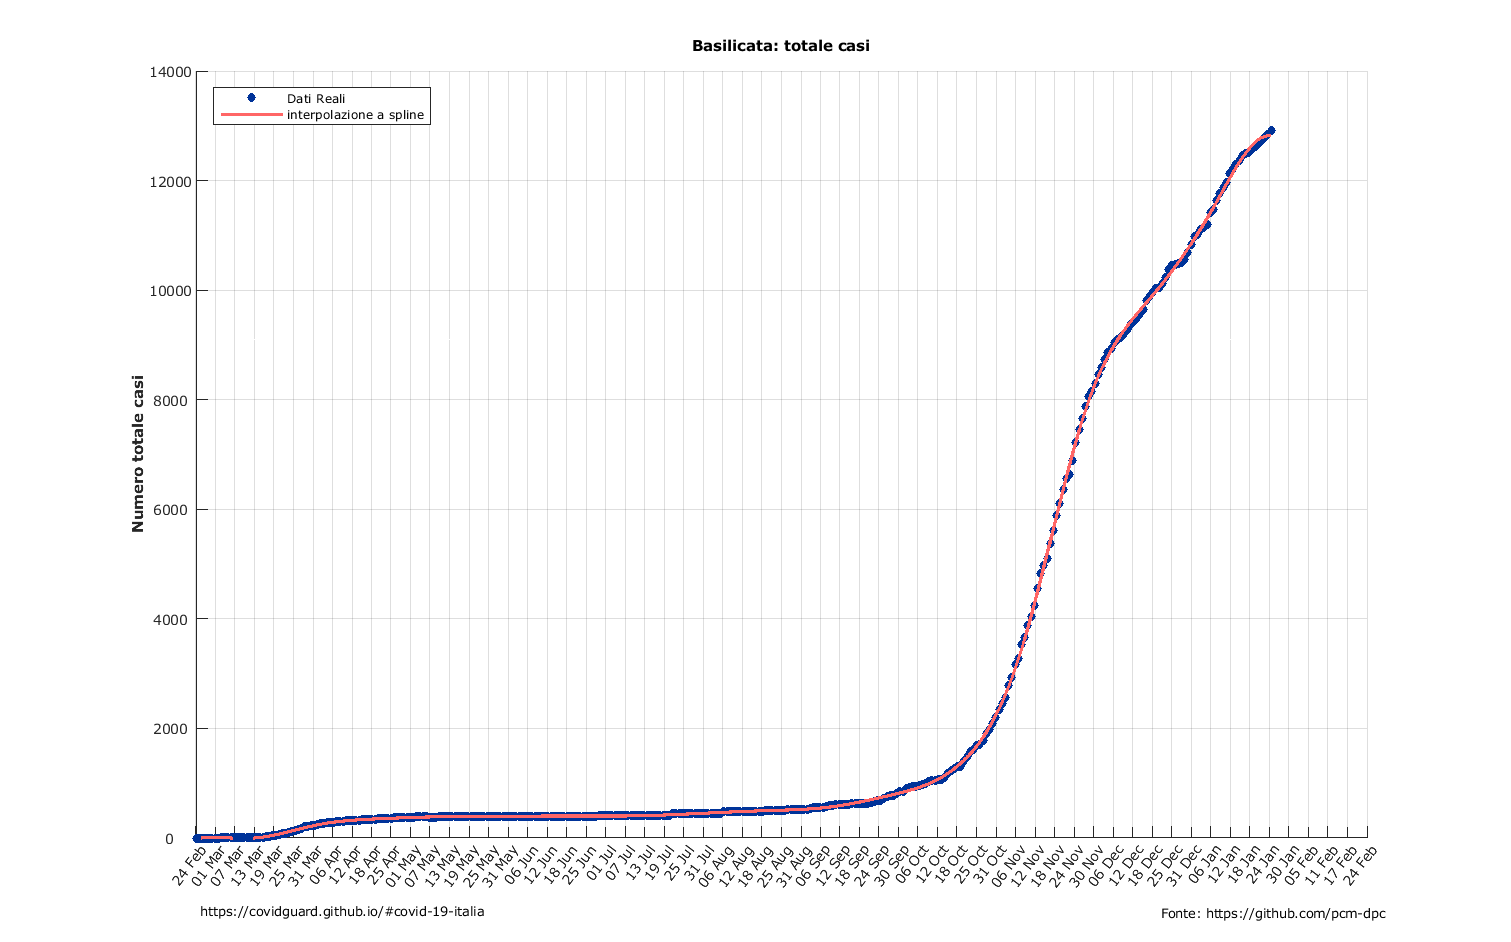 Basilicata: totale casi
Dati Reali
interpolazione a spline
Numero totale casi
14000
12000
10000
8000
6000
4000
2000
0
24 Feb
01 Mar
07 Mar
13 Mar
19 Mar
25 Mar
31 Mar
06 Apr
12 Apr
18 Apr
25 Apr
01 May
07 May
13 May
19 May
25 May
31 May
06 Jun
12 Jun
18 Jun
25 Jun
01 Jul
07 Jul
13 Jul
19 Jul
25 Jul
31 Jul
06 Aug
12 Aug
18 Aug
25 Aug
31 Aug
06 Sep
12 Sep
18 Sep
24 Sep
30 Sep
06 Oct
12 Oct
18 Oct
25 Oct
31 Oct
06 Nov
12 Nov
18 Nov
24 Nov
30 Nov
06 Dec
12 Dec
18 Dec
25 Dec
31 Dec
06 Jan
12 Jan
18 Jan
24 Jan
30 Jan
05 Feb
11 Feb
17 Feb
24 Feb
https://covidguard.github.io/#covid-19-italia
Fonte: https://github.com/pcm-dpc